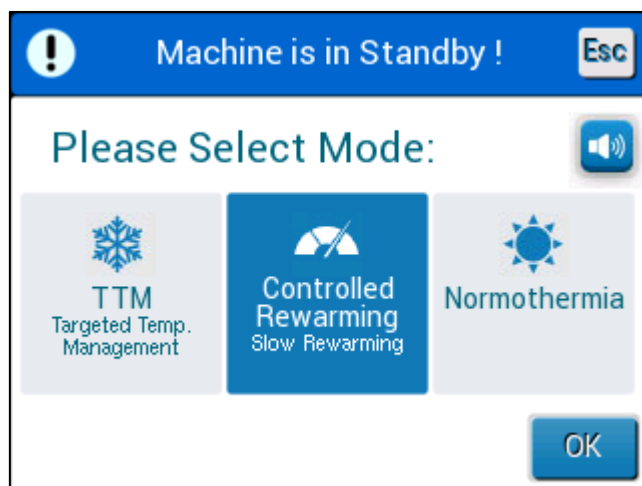 Machine is in Standby !
Esc
Please Select Mode:
TTM
Targeted Temp.
Management
Controlled
Rewarming
Slow Rewarming
Normothermia
OK